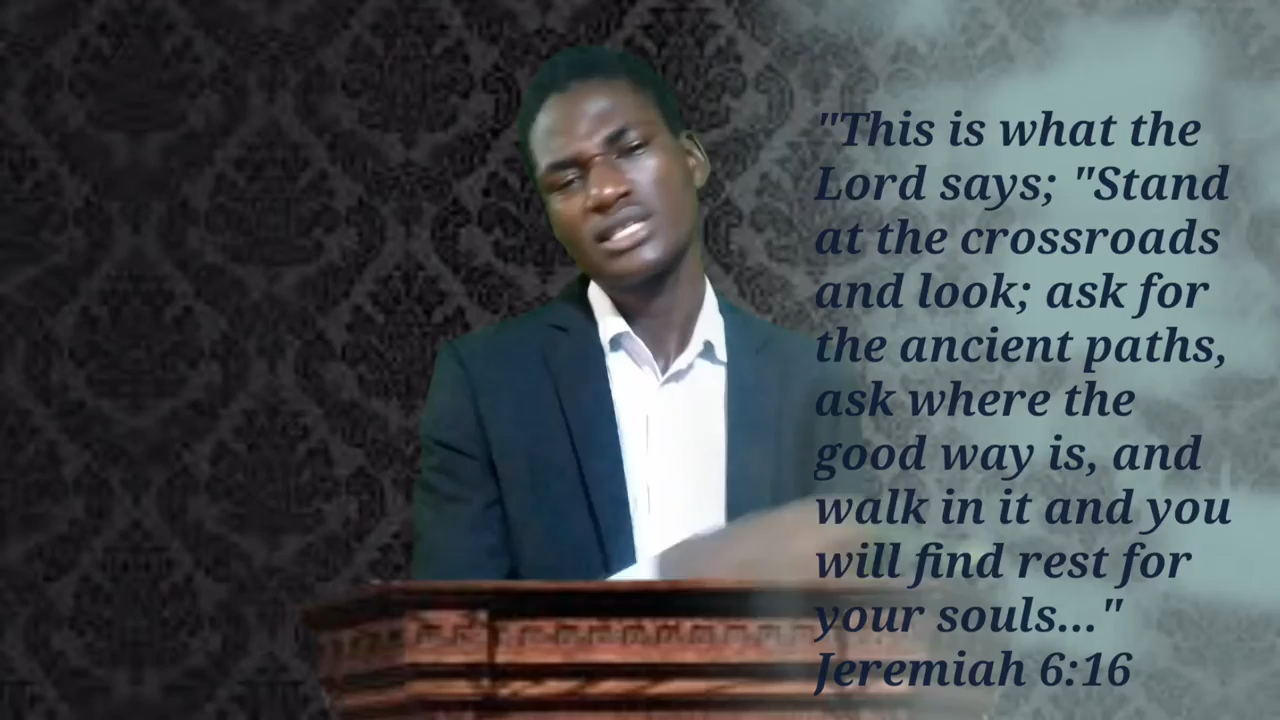 "This is what the
Lord says; "Stand
at the crossroads
and look; ask for
the ancient paths,
ask where the
good way is, and
walk in it and you
will find rest for
your souls..."
Jeremiah 6:16